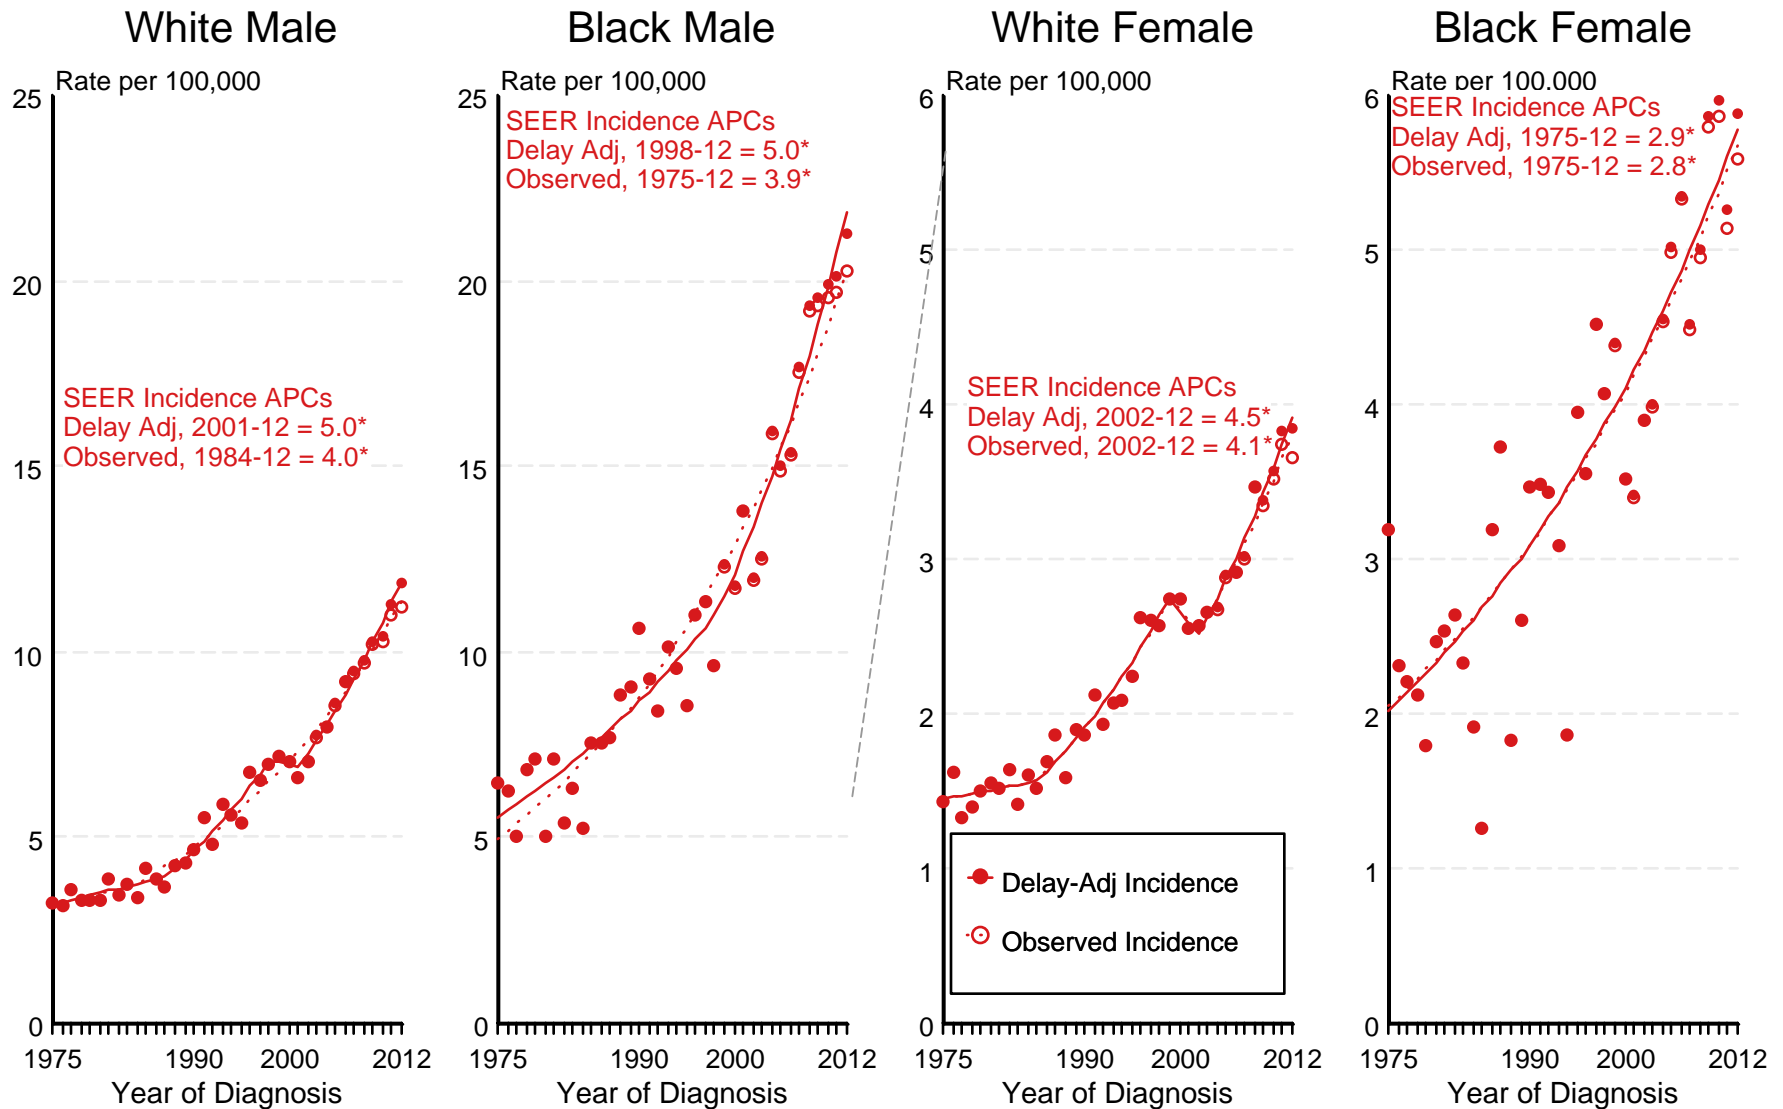 White Male
Rate per 100,000
25
20
15
10
5
0
SEER Incidence APCs
Delay Adj, 2001-12 = 5.0*
Observed, 1984-12 = 4.0*
1975
1990
2000
2012
Year of Diagnosis
Black Male
Rate per 100,000
25
SEER Incidence APCs
Delay Adj, 1998-12 = 5.0*
Observed, 1975-12 = 3.9*
20
15
10
5
0
1975
1990
2000
2012
Year of Diagnosis
White Female
Rate per 100,000
6
5
4
3
2
1
0
SEER Incidence APCs
Delay Adj, 2002-12 = 4.5*
Observed, 2002-12 = 4.1*
Delay-Adj Incidence
Observed Incidence
1975
1990
2000
2012
Year of Diagnosis
Black Female
Rate per 100,000
6
SEER Incidence APCs
Delay Adj, 1975-12 = 2.9*
Observed, 1975-12 = 2.8*
5
4
3
2
1
0
1975
1990
2000
2012
Year of Diagnosis